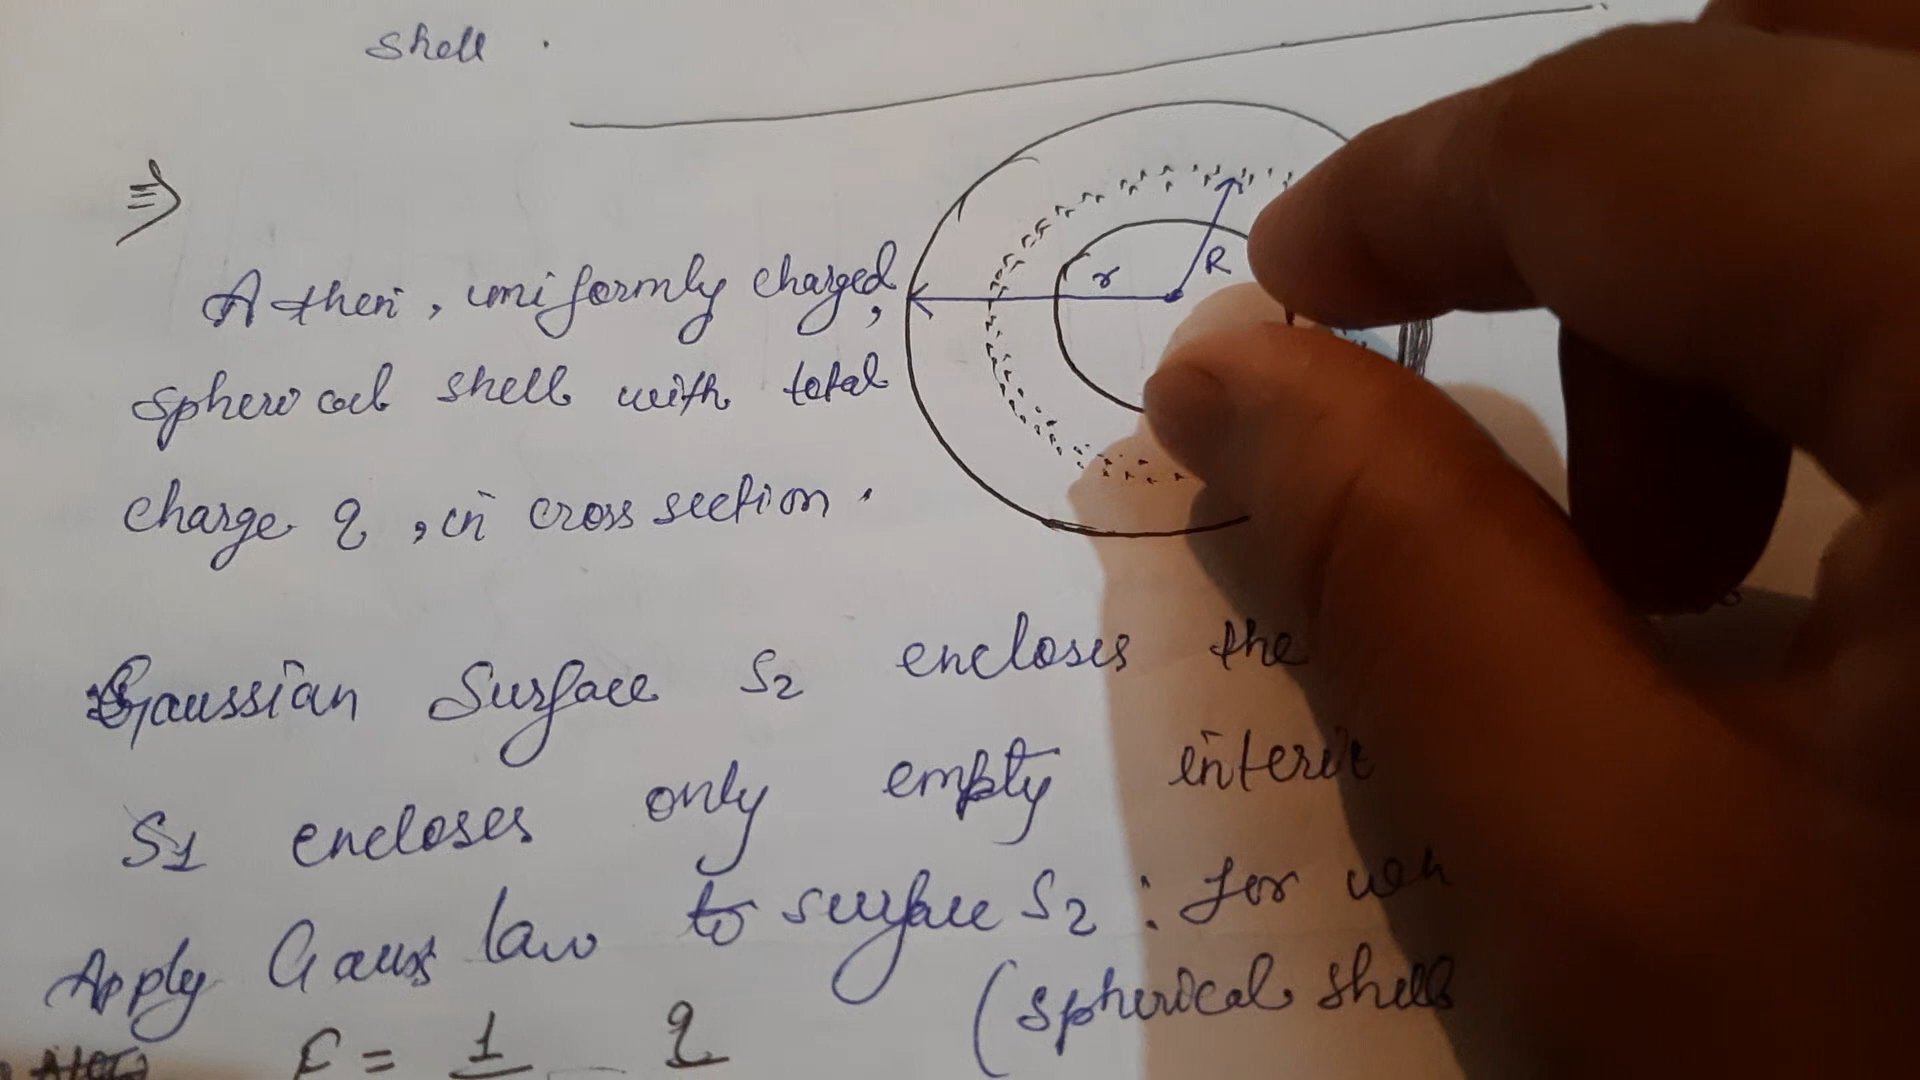 shell .
A then, uniformly charged,
spherical shell with total
charge q, in cross section.
r
R
Gaussian Surface S2 encloses the
S1 encloses only empty
Apply Gauss law to surface S2 : for
(spherical shell
E = 1 q